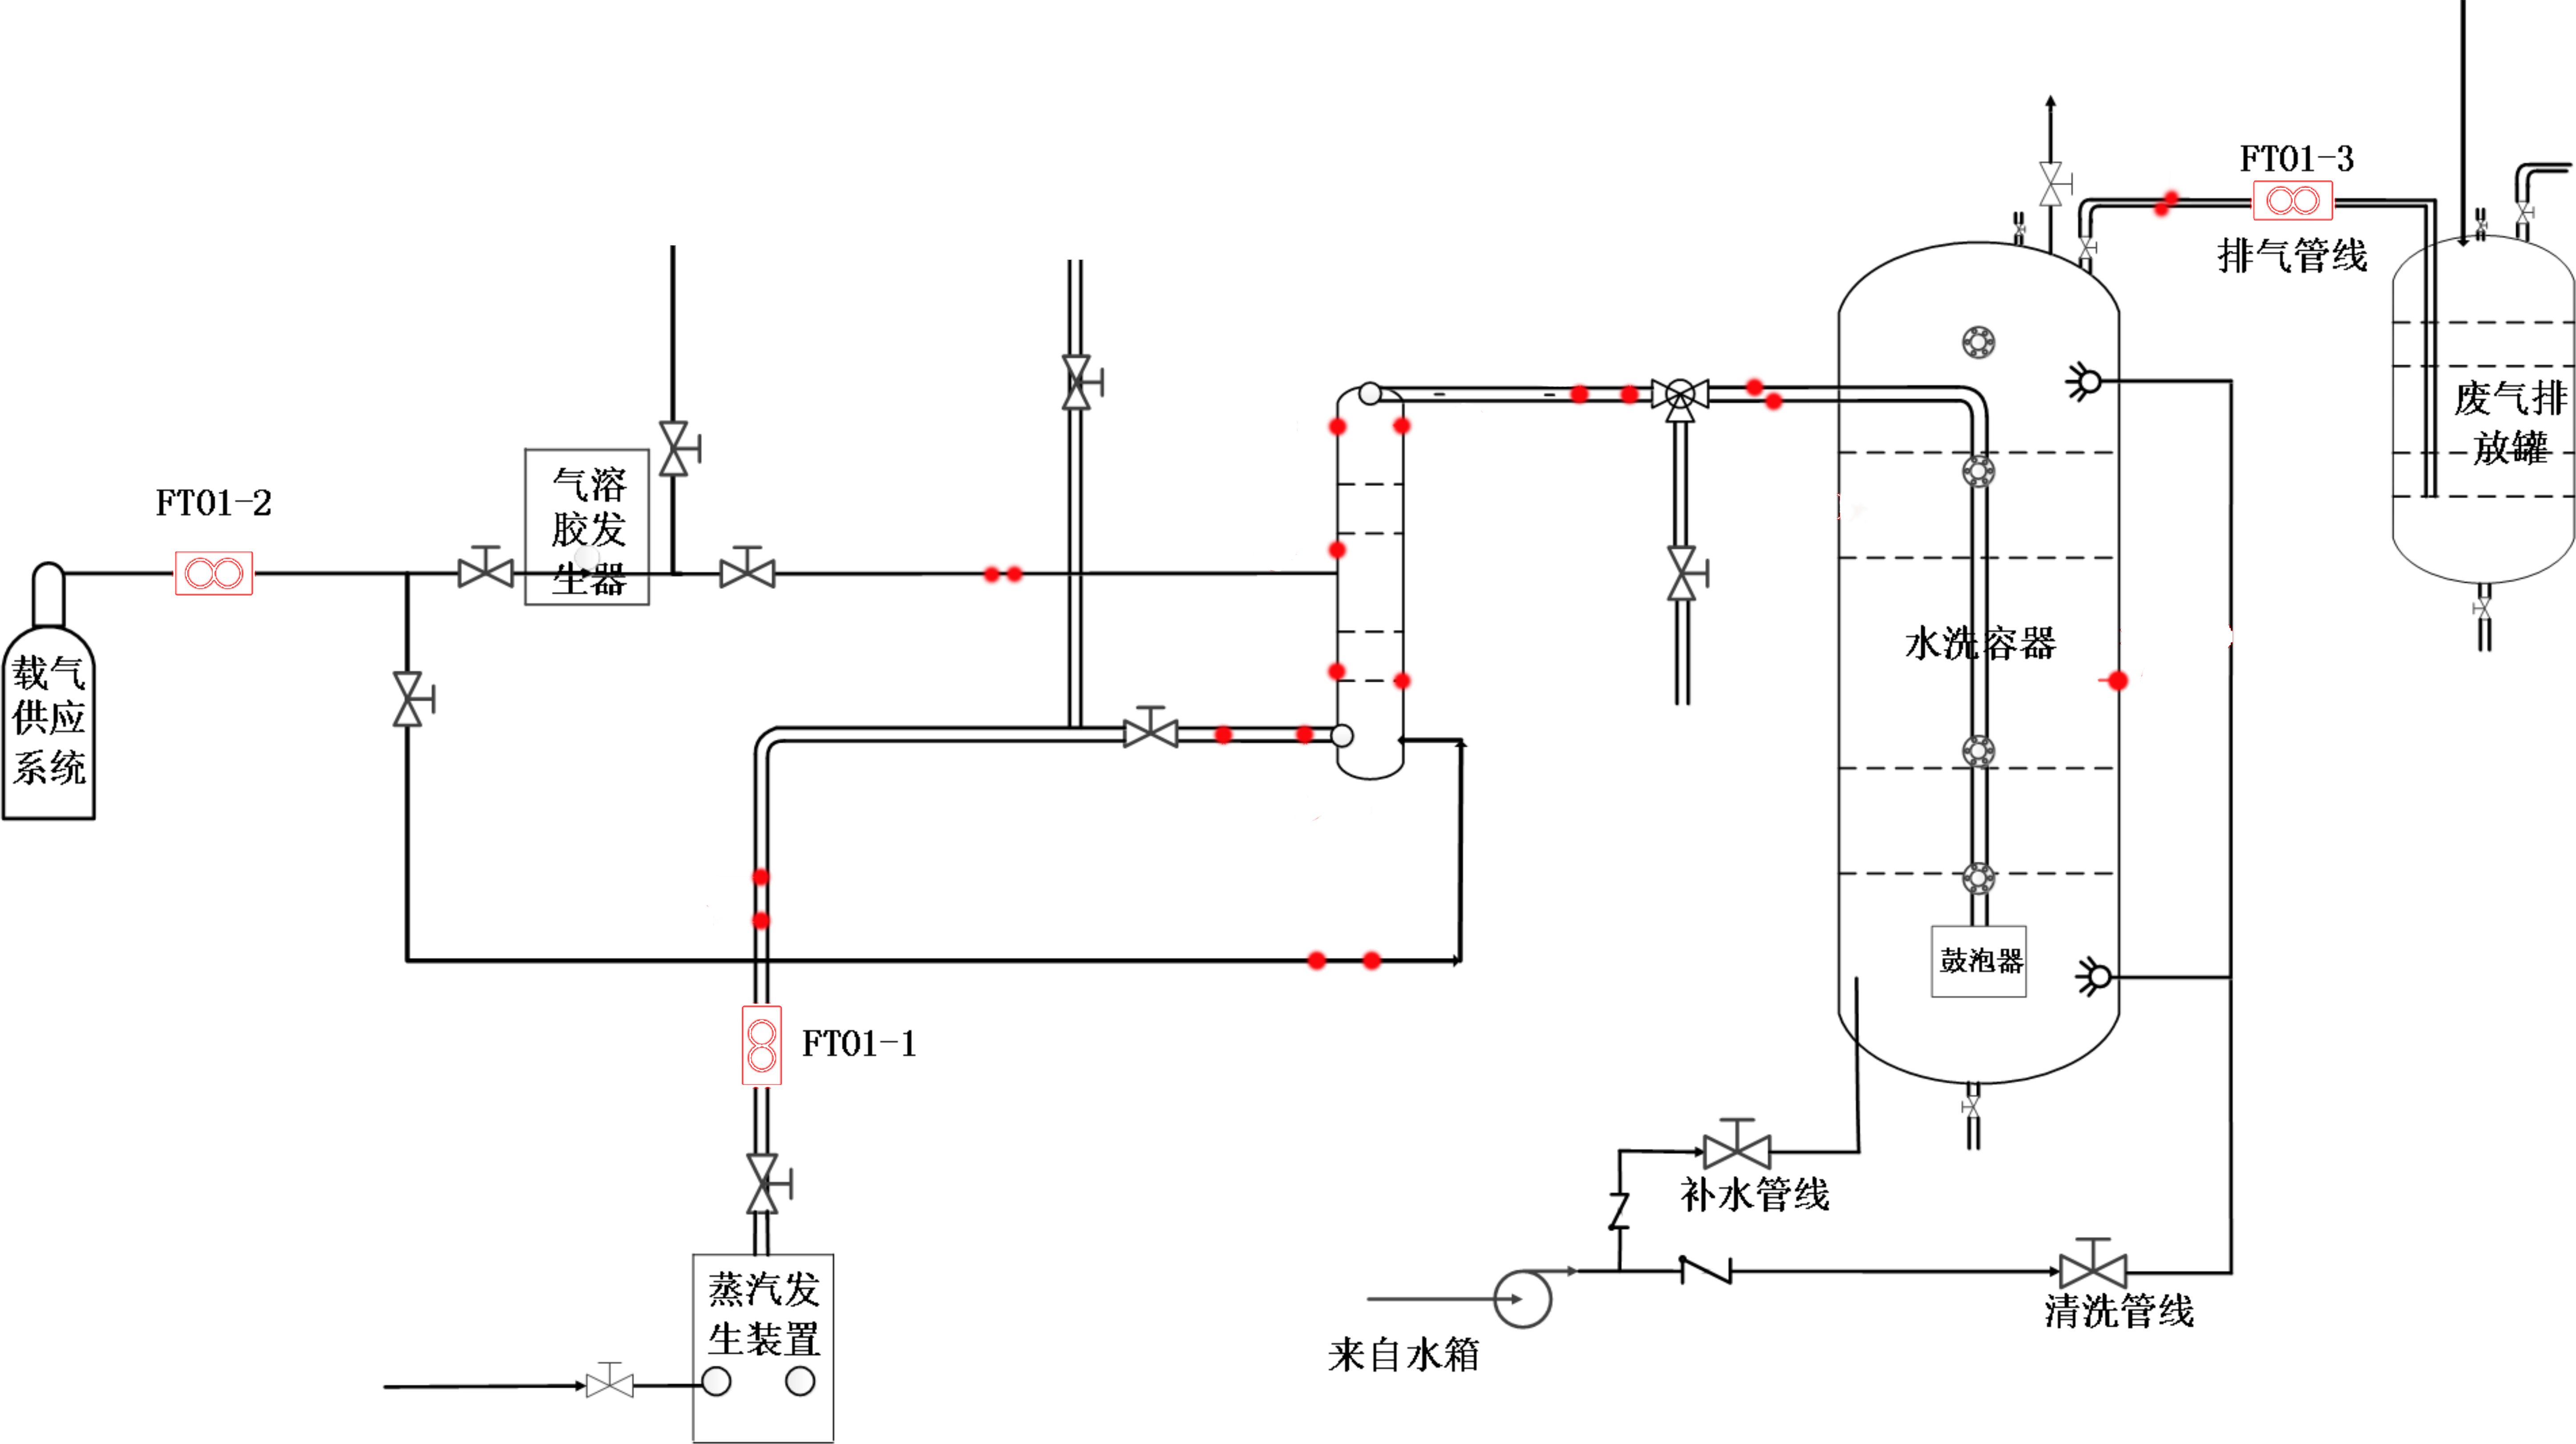 FT01-3
排气管线
废气排
放罐
FT01-2
气溶
胶发
生器
载气
供应
系统
水洗容器
鼓泡器
FT01-1
补水管线
蒸汽发
生装置
清洗管线
来自水箱